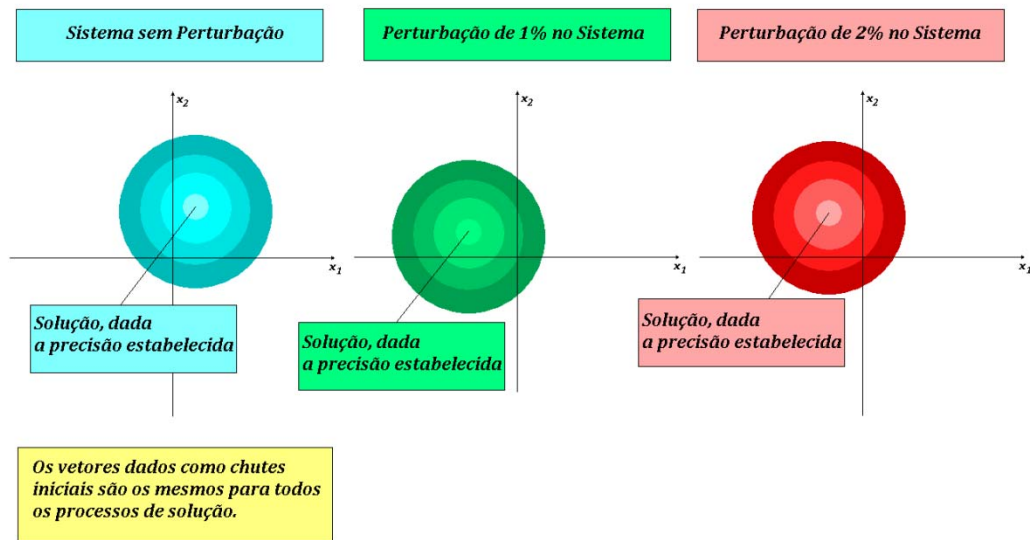 Sistema sem Perturbação
Perturbação de 1% no Sistema
Perturbação de 2% no Sistema
x2
x1
Solução, dada
a precisão estabelecida
x2
x1
Solução, dada
a precisão estabelecida
x2
x1
Solução, dada
a precisão estabelecida
Os vetores dados como chutes
iniciais são os mesmos para todos
os processos de solução.